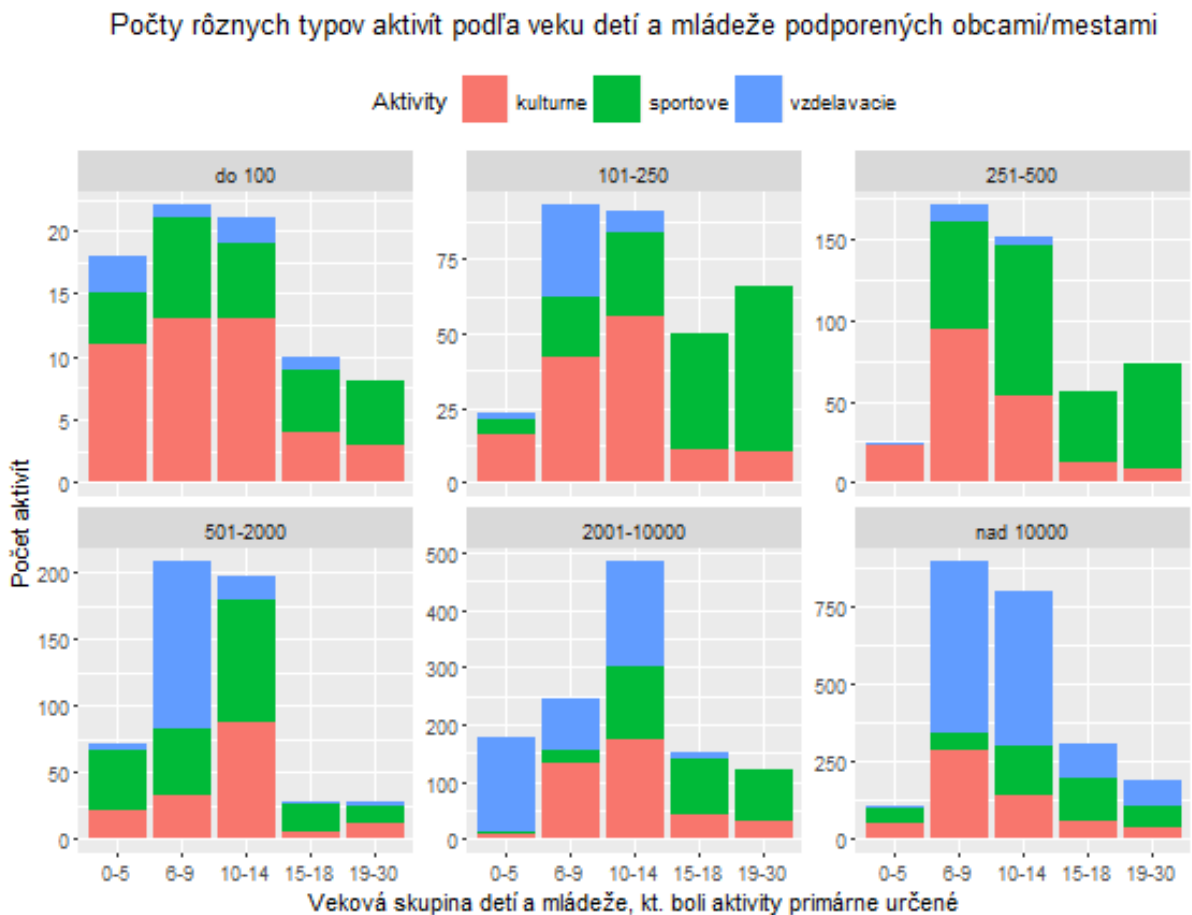 Počty rôznych typov aktivít podľa veku detí a mládeže podporených obcami/mestami
Aktivity kulturne sportove vzdelavacie
do 100 101-250 251-500
20 75 150
15 100
10 50
5 25 50
0 0 0
Počet aktivít
501-2000 2001-10000 nad 10000
200 500 750
150 400
100 300 500
50 200 250
0 100 0
0
0-5 6-9 10-14 15-18 19-30 0-5 6-9 10-14 15-18 19-30 0-5 6-9 10-14 15-18 19-30
Veková skupina detí a mládeže, kt. boli aktivity primárne určené